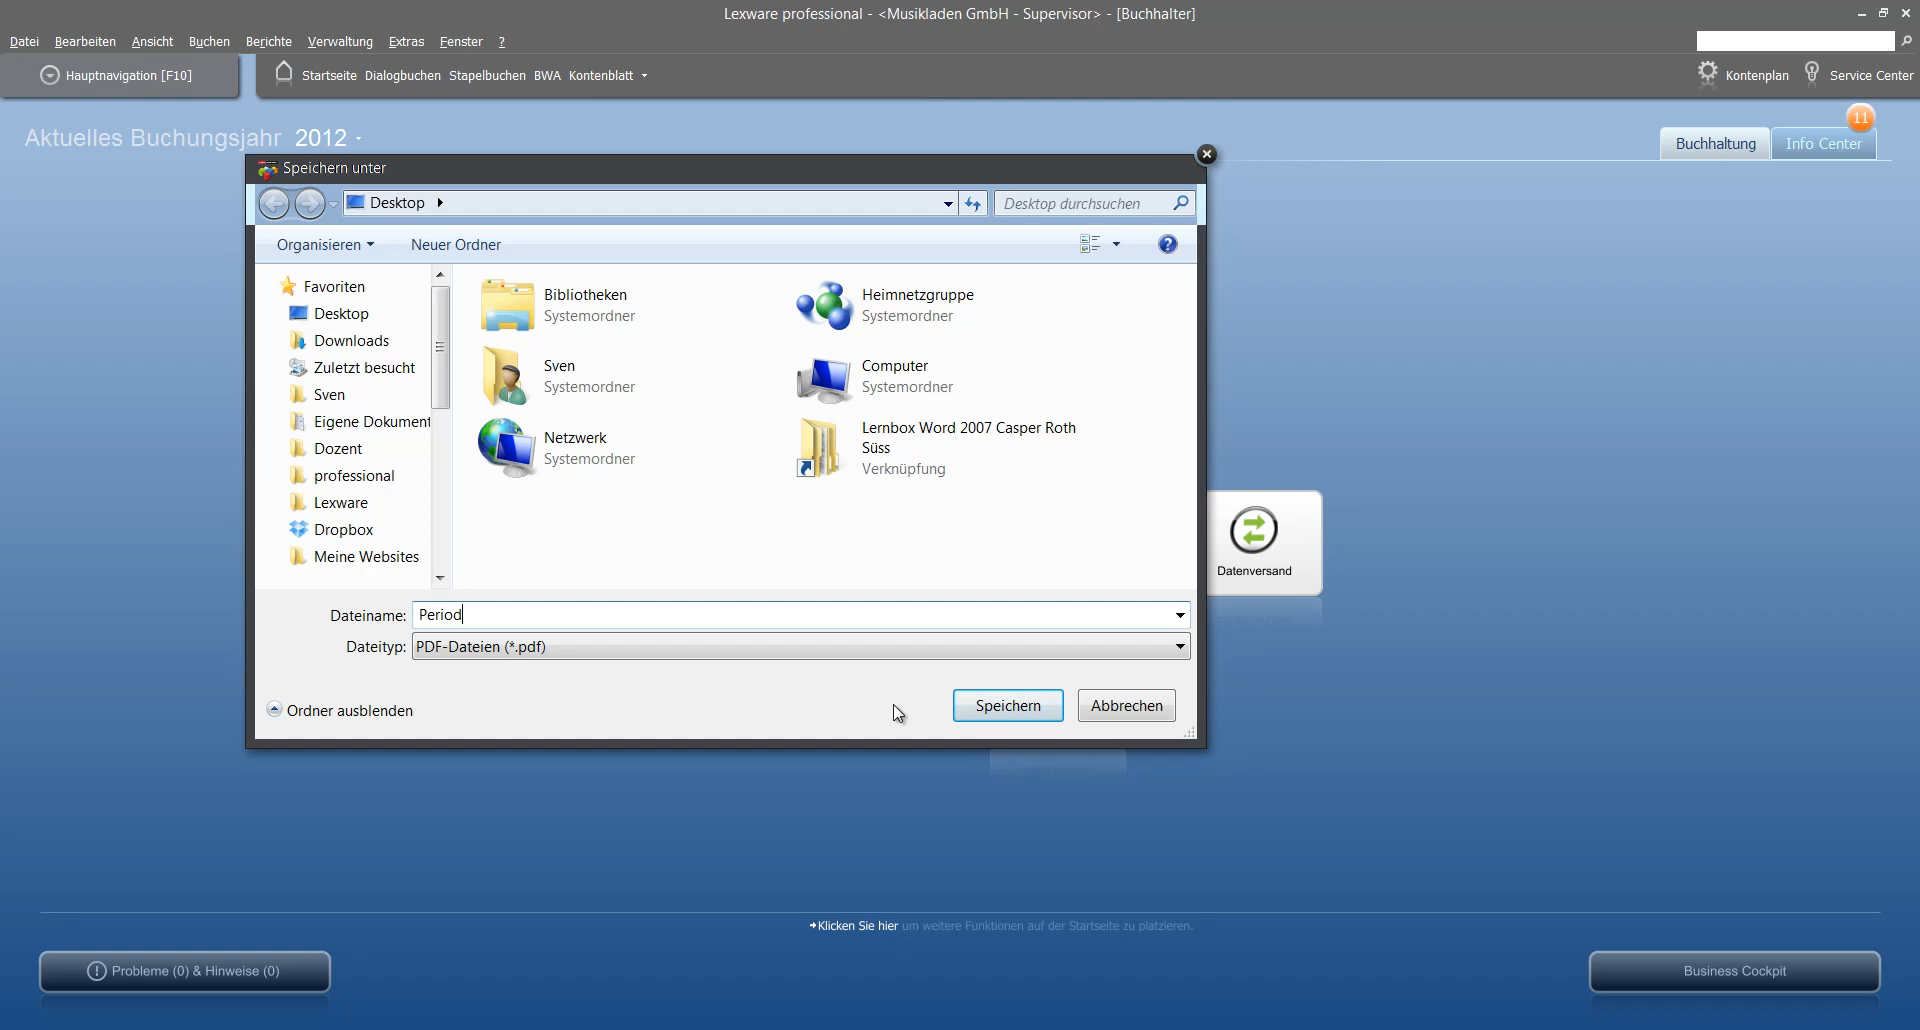 Lexware professional - <Musikladen GmbH - Supervisor> - [Buchhalter]
Datei Bearbeiten Ansicht Buchen Berichte Verwaltung Extras Fenster ?
Hauptnavigation [F10] Startseite Dialogbuchen Stapelbuchen BWA Kontenblatt Kontenplan Service Center
Aktuelles Buchungsjahr 2012
11
Buchhaltung Info Center
Speichern unter
Desktop
Desktop durchsuchen
Organisieren Neuer Ordner
Favoriten
Desktop
Downloads
Zuletzt besucht
Sven
Eigene Dokument
Dozent
professional
Lexware
Dropbox
Meine Websites
Bibliotheken
Systemordner
Heimnetzgruppe
Systemordner
Sven
Systemordner
Computer
Systemordner
Netzwerk
Systemordner
Lernbox Word 2007 Casper Roth
Süss
Verknüpfung
Datenversand
Dateiname: Period
Dateityp: PDF-Dateien (*.pdf)
Ordner ausblenden
Speichern Abbrechen
Klicken Sie hier um weitere Funktionen auf der Startseite zu platzieren.
Probleme (0) & Hinweise (0)
Business Cockpit